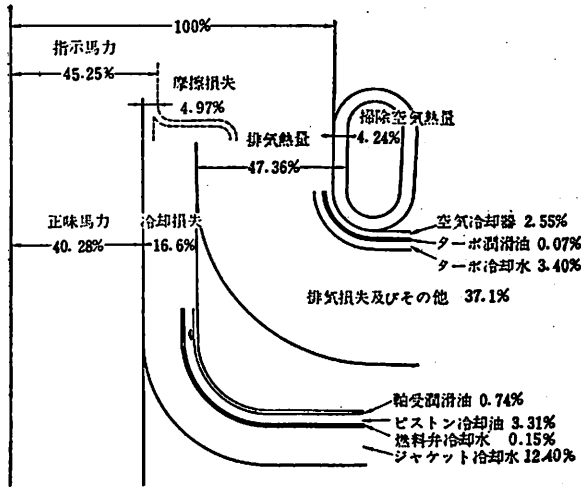 100%
指示馬力
45.25%
摩擦損失
4.97%
掃除空気熱量
4.24%
排気熱量
47.36%
正味馬力
40.28%
冷却損失
16.6%
空気冷却器 2.55%
ターボ潤滑油 0.07%
ターボ冷却水 3.40%
排気損失及びその他 37.1%
軸受潤滑油 0.74%
ピストン冷却油 3.31%
燃料弁冷却水 0.15%
ジャケット冷却水 12.40%